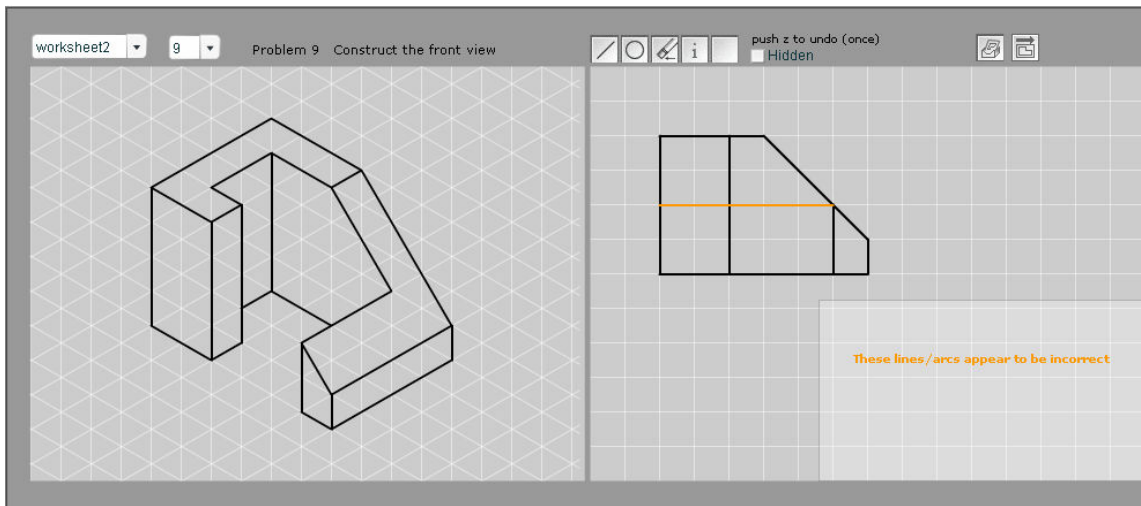 worksheet2 9 Problem 9 Construct the front view i push z to undo (once)
Hidden
These lines/arcs appear to be incorrect